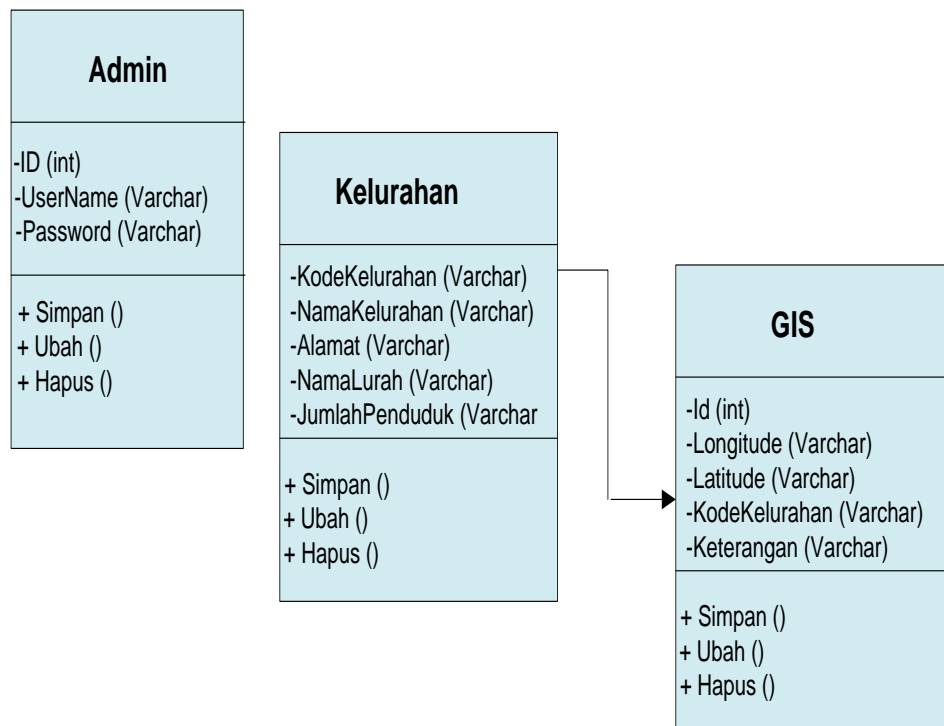 Admin
-ID (int)
-UserName (Varchar)
-Password (Varchar)
+ Simpan ()
+ Ubah ()
+ Hapus ()
Kelurahan
-KodeKelurahan (Varchar)
-NamaKelurahan (Varchar)
-Alamat (Varchar)
-NamaLurah (Varchar)
-JumlahPenduduk (Varchar
+ Simpan ()
+ Ubah ()
+ Hapus ()
GIS
-Id (int)
-Longitude (Varchar)
-Latitude (Varchar)
-KodeKelurahan (Varchar)
-Keterangan (Varchar)
+ Simpan ()
+ Ubah ()
+ Hapus ()